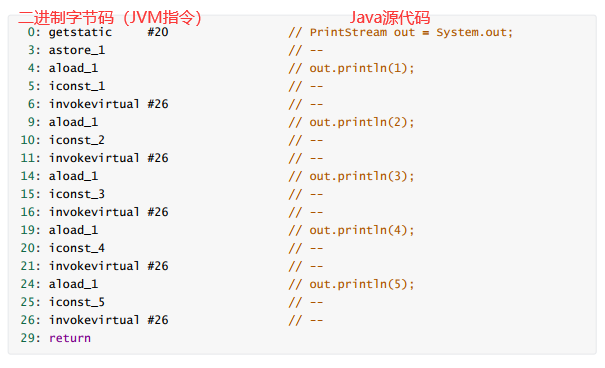 二进制字节码（JVM指令） Java源代码
0: getstatic #20 // PrintStream out = System.out;
3: astore_1 // --
4: aload_1 // out.println(1);
5: iconst_1 // --
6: invokevirtual #26 // --
9: aload_1 // out.println(2);
10: iconst_2 // --
11: invokevirtual #26 // --
14: aload_1 // out.println(3);
15: iconst_3 // --
16: invokevirtual #26 // --
19: aload_1 // out.println(4);
20: iconst_4 // --
21: invokevirtual #26 // --
24: aload_1 // out.println(5);
25: iconst_5 // --
26: invokevirtual #26 // --
29: return